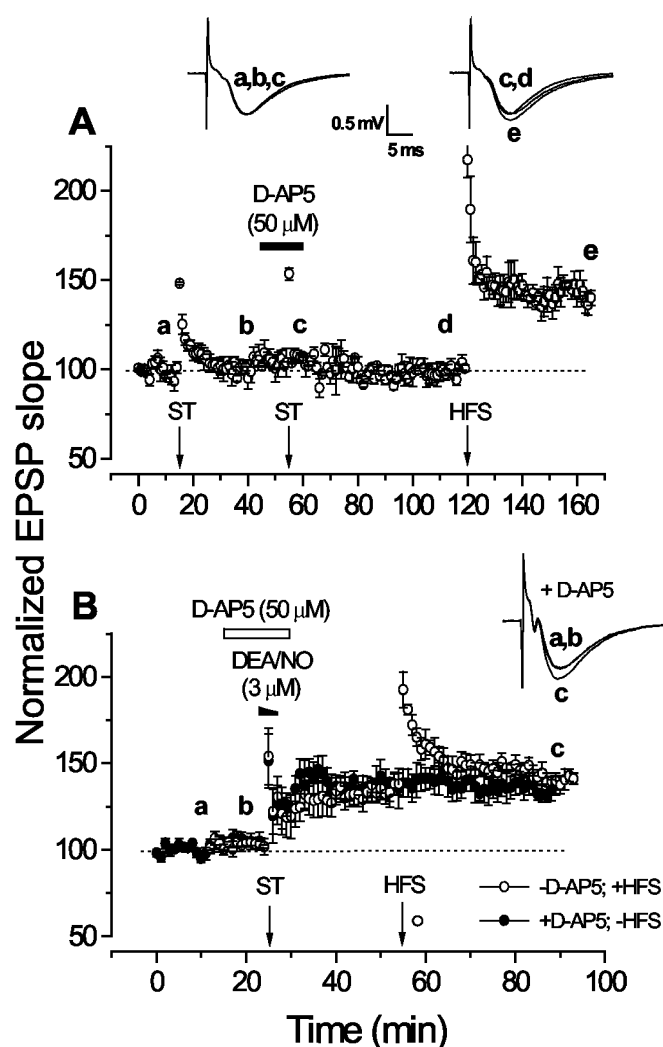 a,b,c
c,d
e
A
0.5 mV
5 ms
D-AP5
(50 μM)
200
150
100
50
a
b
c
d
e
ST
ST
HFS
0 20 40 60 80 100 120 140 160
Normalized EPSP slope
B
D-AP5 (50 μM)
DEA/NO
(3 μM)
+ D-AP5
a,b
c
200
150
100
50
a
b
c
ST
HFS
-D-AP5; +HFS
+D-AP5; -HFS
0 20 40 60 80 100
Time (min)